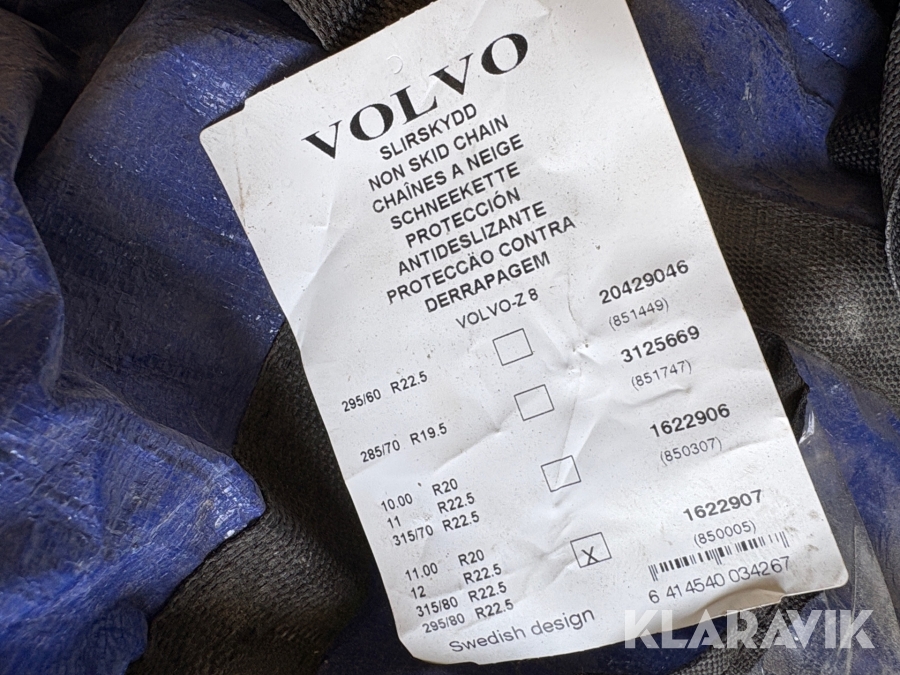 VOLVO
SLIRSKYDD
NON SKID CHAIN
CHAÎNES A NEIGE
SCHNEEKETTE
PROTECCIÓN
ANTIDESLIZANTE
PROTECCÄO CONTRA
DERRAPAGEM
VOLVO-Z 8
295/60 R22.5 20429046
(851449)
285/70 R19.5 3125669
(851747)
10.00 R20 1622906
11 R22.5 (850307)
315/70 R22.5
11.00 R20 X 1622907
12 R22.5 (850005)
315/80 R22.5
295/80 R22.5
6 414540 034267
Swedish design
KLARAVIK